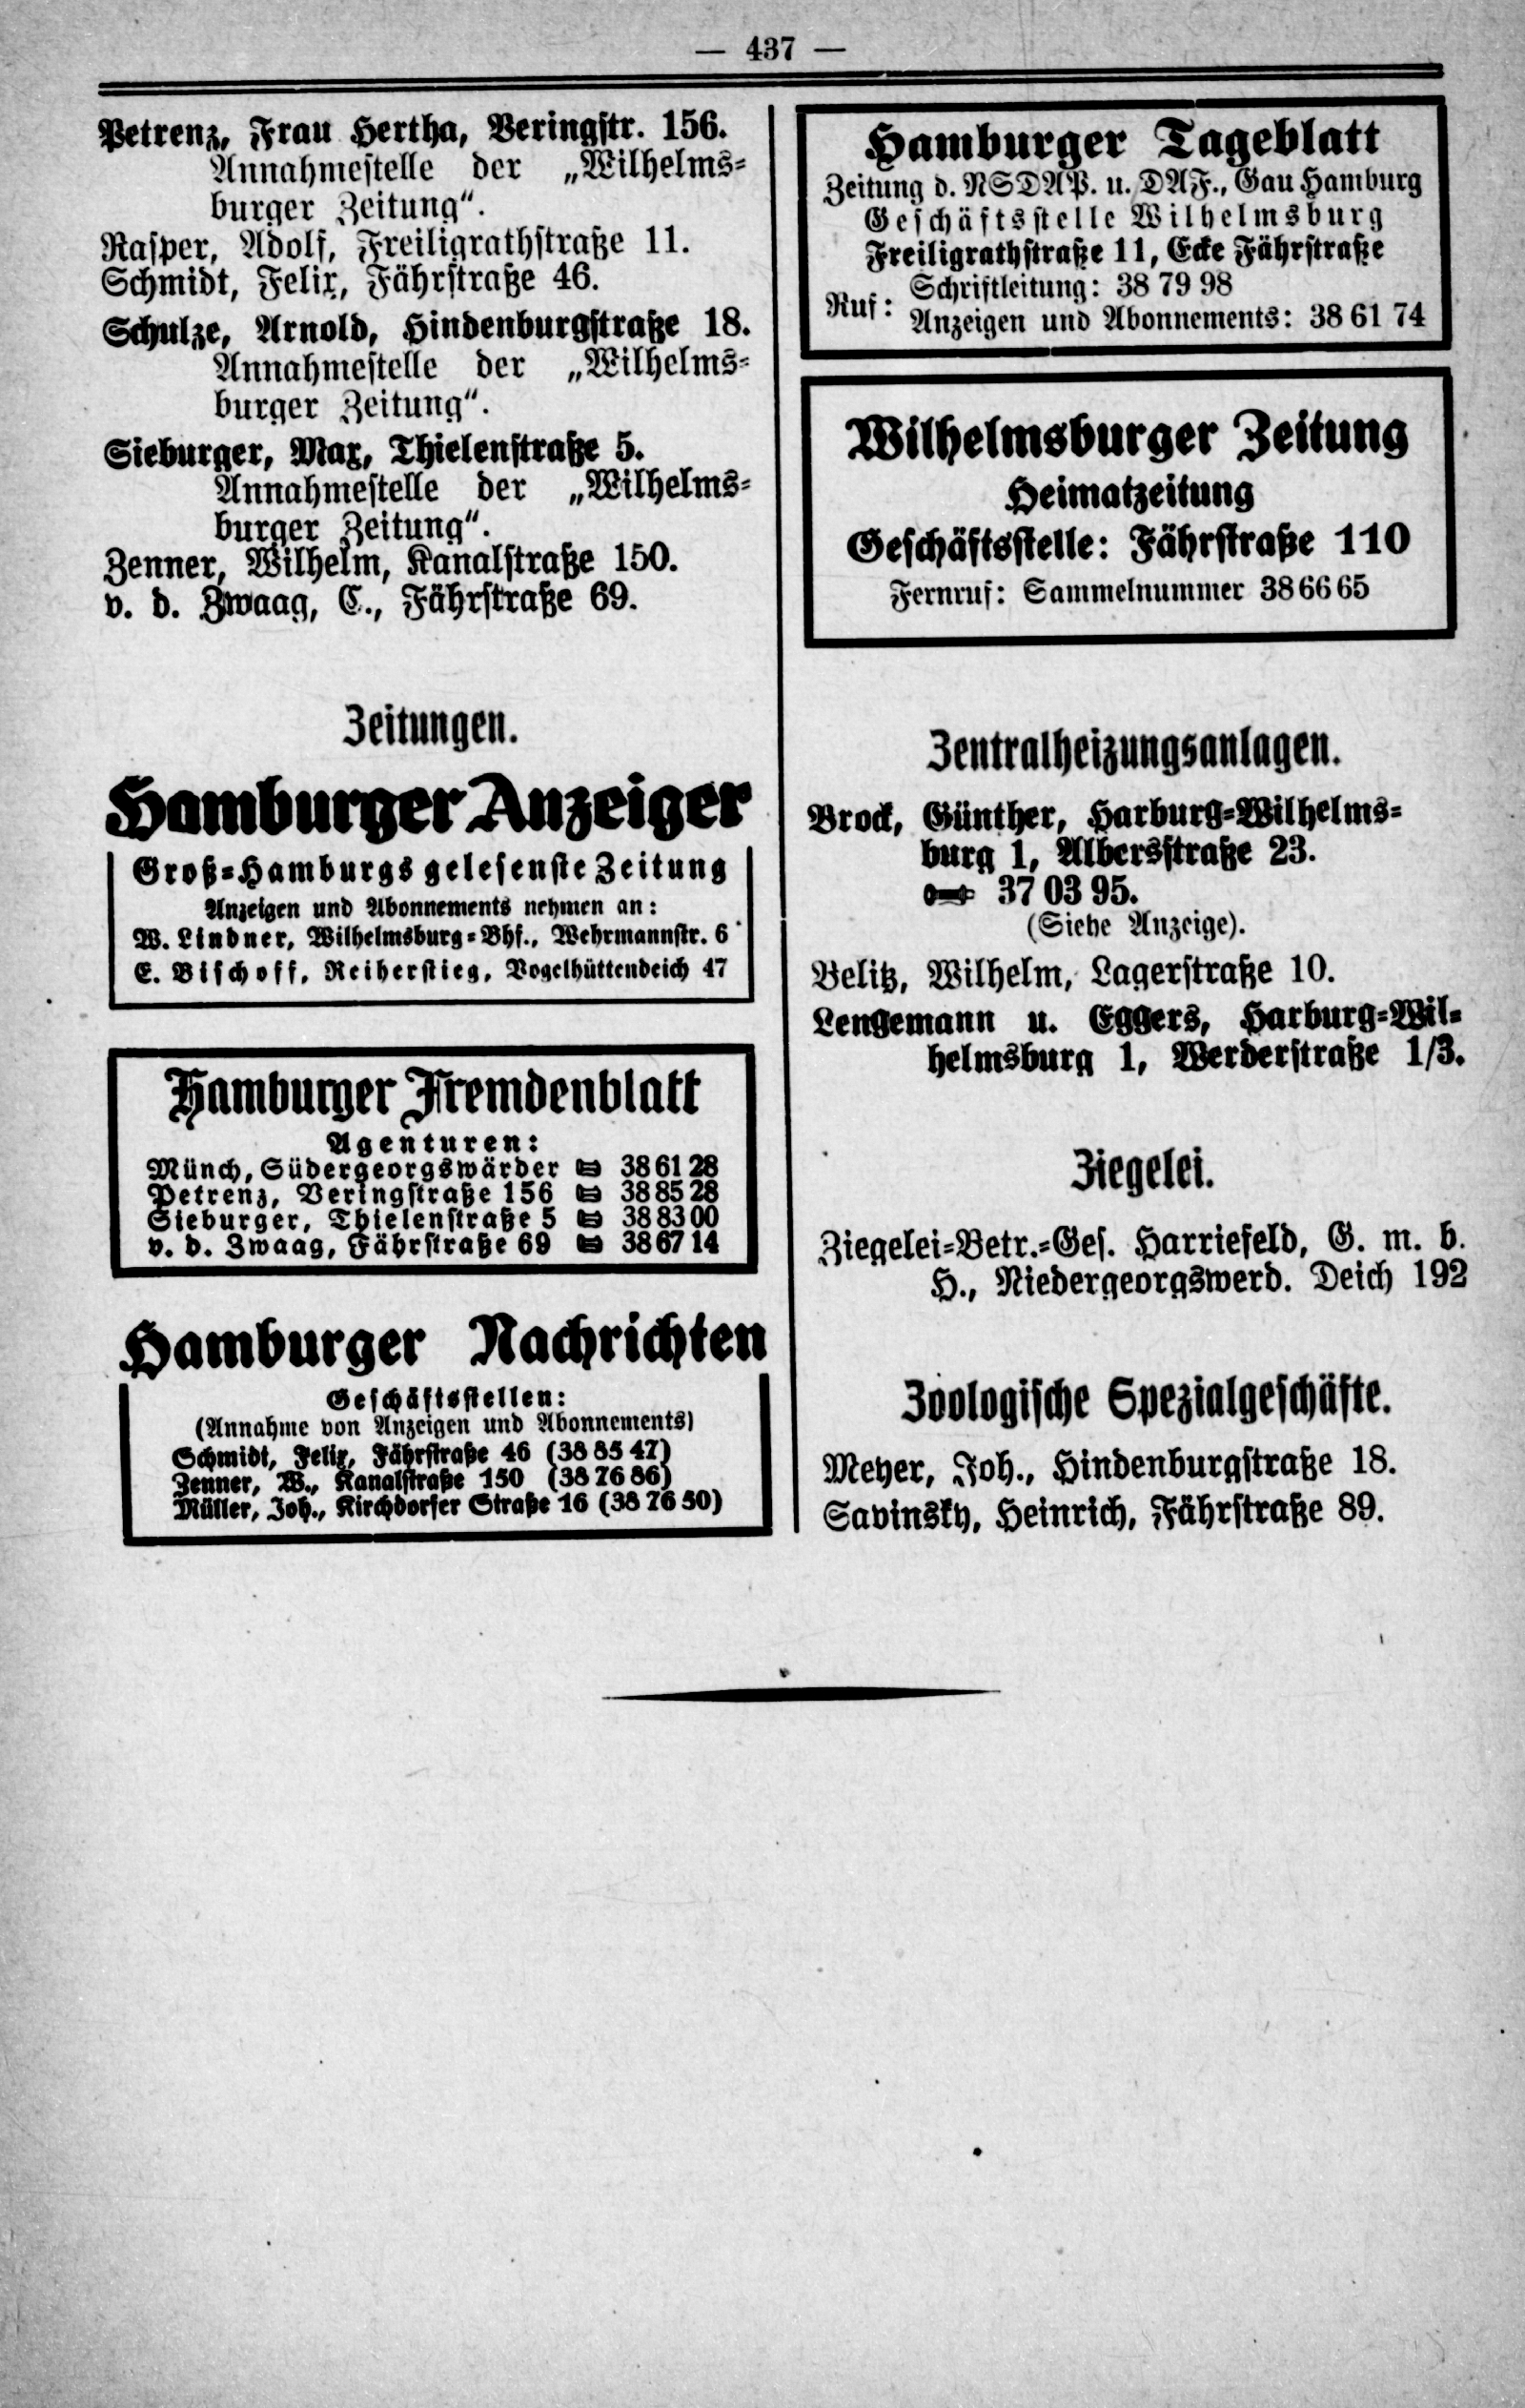 — 437 —
Petrenz, Frau Hertha, Veringstr. 156.
Annahmestelle der „Wilhelms-
burger Zeitung“.
Rasper, Adolf, Freiligrathstraße 11.
Schmidt, Felix, Fährstraße 46.
Schulze, Arnold, Hindenburgstraße 18.
Annahmestelle der „Wilhelms-
burger Zeitung“.
Sieburger, Max, Thielenstraße 5.
Annahmestelle der „Wilhelms-
burger Zeitung“.
Zenner, Wilhelm, Kanalstraße 150.
v. d. Zwaag, C., Fährstraße 69.
Zeitungen.
Hamburger Anzeiger
Groß-Hamburgs gelesenste Zeitung
Anzeigen und Abonnements nehmen an:
W. Lindner, Wilhelmsburg-Bhf., Wehrmannstr. 6
E. Bischoff, Reiherstieg, Vogelhüttendeich 47
Hamburger Fremdenblatt
Agenturen:
Münch, Südergeorgswärder 38 61 28
Petrenz, Veringstraße 156 38 85 28
Sieburger, Thielenstraße 5 38 83 00
v. d. Zwaag, Fährstraße 69 38 67 14
Hamburger Nachrichten
Geschäftsstellen:
(Annahme von Anzeigen und Abonnements)
Schmidt, Felix, Fährstraße 46 (38 85 47)
Zenner, W., Kanalstraße 150 (38 76 86)
Müller, Joh., Kirchdorfer Straße 16 (38 76 50)
Hamburger Tageblatt
Zeitung d. NSDAP. u. DAF., Gau Hamburg
Geschäftsstelle Wilhelmsburg
Freiligrathstraße 11, Ecke Fährstraße
Ruf: Schriftleitung: 38 79 98
Anzeigen und Abonnements: 38 61 74
Wilhelmsburger Zeitung
Heimatzeitung
Geschäftsstelle: Fährstraße 110
Fernruf: Sammelnummer 38 66 65
Zentralheizungsanlagen.
Brock, Günther, Harburg-Wilhelms-
burg 1, Albersstraße 23.
37 03 95.
(Siehe Anzeige).
Belitz, Wilhelm, Lagerstraße 10.
Lengemann u. Eggers, Harburg-Wil-
helmsburg 1, Werderstraße 1/3.
Ziegelei.
Ziegelei-Betr.-Ges. Harriefeld, G. m. b.
H., Niedergeorgswerd. Deich 192
Zoologische Spezialgeschäfte.
Meyer, Joh., Hindenburgstraße 18.
Savinsky, Heinrich, Fährstraße 89.